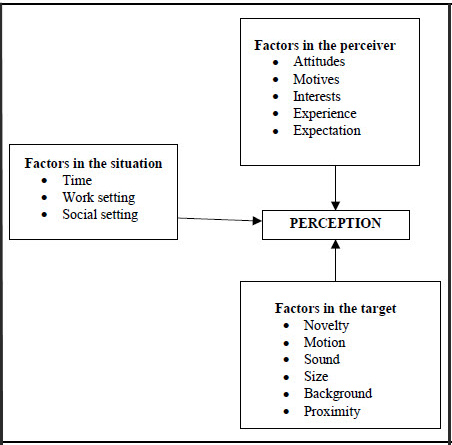 Factors in the perceiver
• Attitudes
• Motives
• Interests
• Experience
• Expectation
Factors in the situation
• Time
• Work setting
• Social setting
PERCEPTION
Factors in the target
• Novelty
• Motion
• Sound
• Size
• Background
• Proximity